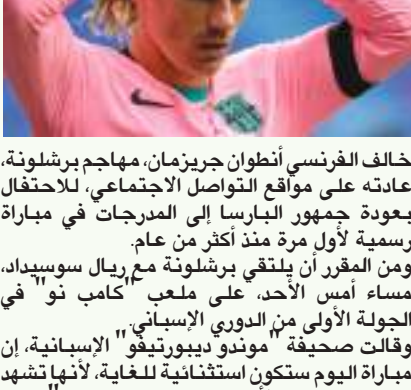 خالف الفرنسي أنطوان جريزمان، مهاجم برشلونة،
عادته على مواقع التواصل الاجتماعي، للاحتفال
بعودة جمهور البارسا إلى المدرجات في مباراة
رسمية لأول مرة منذ أكثر من عام.
ومن المقرر أن يلتقي برشلونة مع ريال سوسيداد،
مساء أمس الأحد، على ملعب "كامب نو" في
الجولة الأولى من الدوري الإسباني.
وقالت صحيفة "موندو ديبورتيفو" الإسبانية، إن
مباراة اليوم ستكون استثنائية للغاية، لأنها تشهد